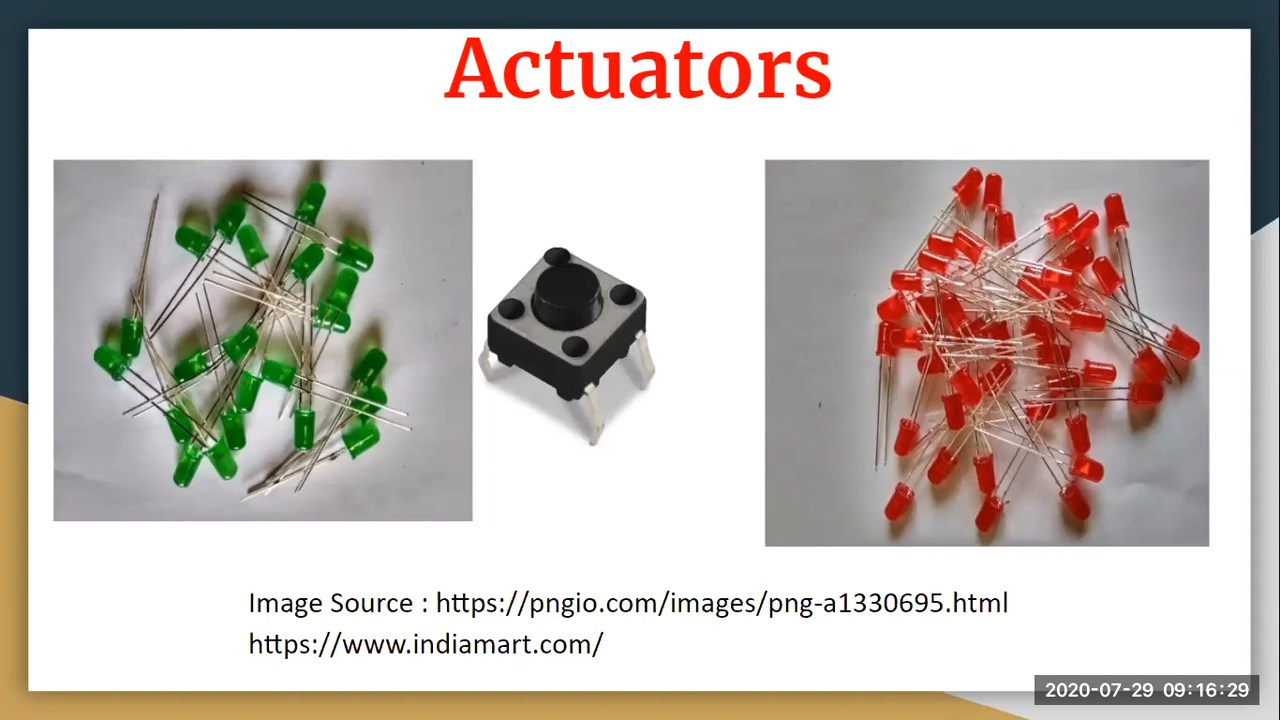 Actuators
Image Source : https://pngio.com/images/png-a1330695.html
https://www.indiamart.com/
2020-07-29 09:16:29